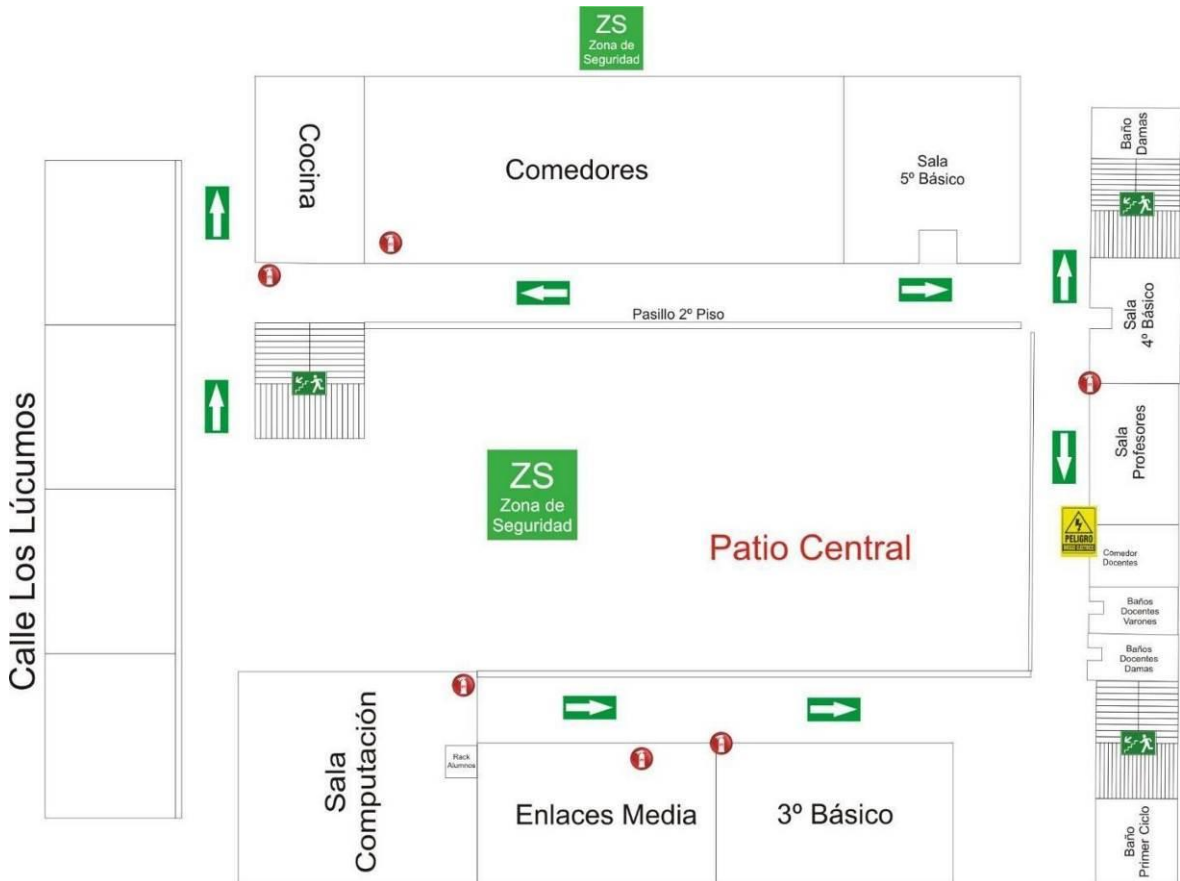 ZS
Zona de
Seguridad
Cocina
Comedores
Sala
5º Básico
Baño
Damas
Pasillo 2º Piso
Sala
4º Básico
Calle Los Lúcumos
ZS
Zona de
Seguridad
Patio Central
Sala
Profesores
PELIGRO
Comedor
Docentes
Baños
Docentes
Varones
Baños
Docentes
Damas
Sala
Computación
Rack
Alumnos
Enlaces Media
3º Básico
Baño
Primer Ciclo